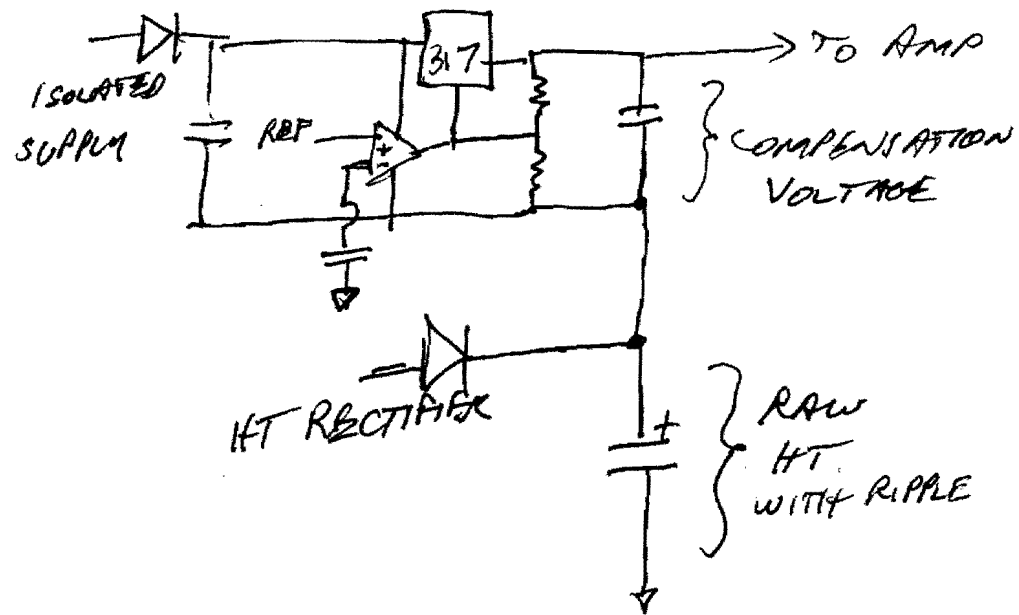 317
TO AMP
ISOLATED
SUPPLY
REF
+
-
COMPENSATION
VOLTAGE
HT RECTIFIER
+
RAW
HT
WITH RIPPLE